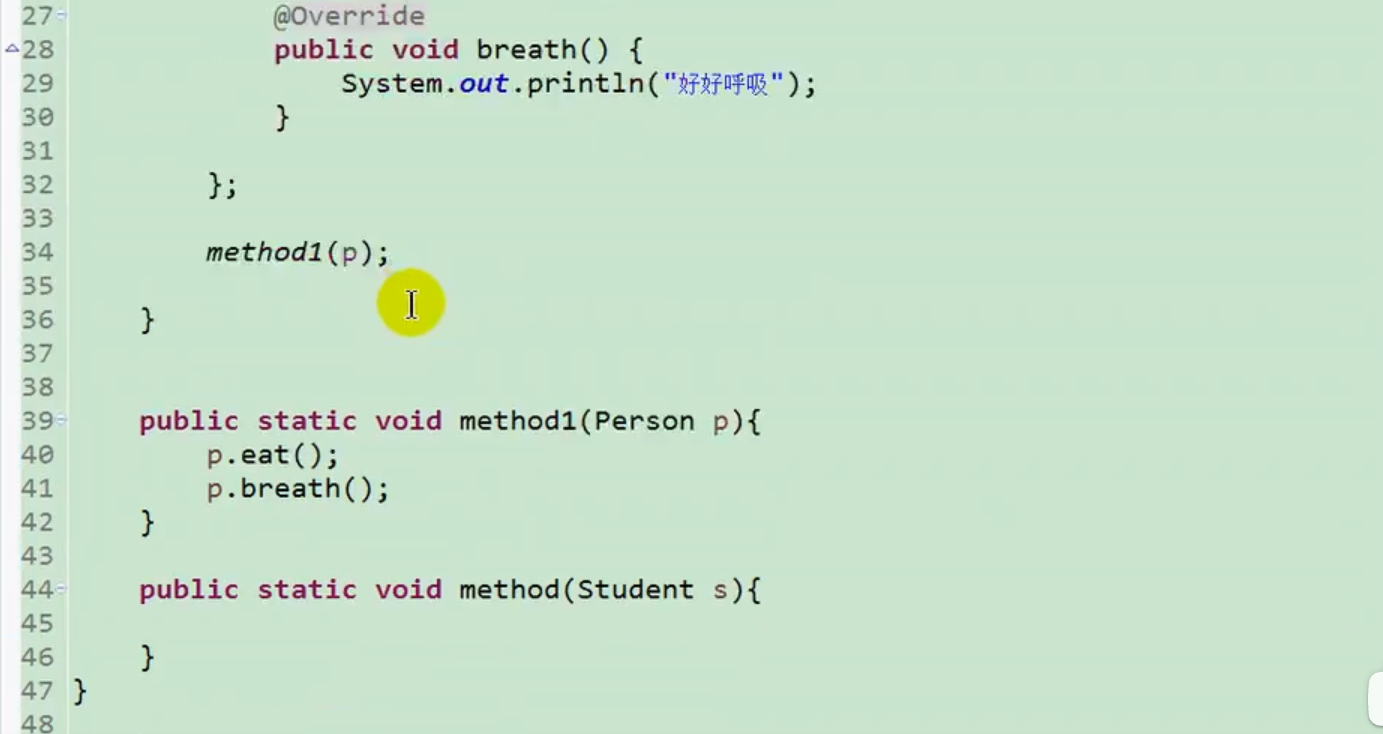 27 @Override
28 public void breath() {
29 System.out.println("好好呼吸");
30 }
31
32 };
33
34 method1(p);
35
36 }
37
38
39 public static void method1(Person p){
40 p.eat();
41 p.breath();
42 }
43
44 public static void method(Student s){
45
46 }
47 }
48